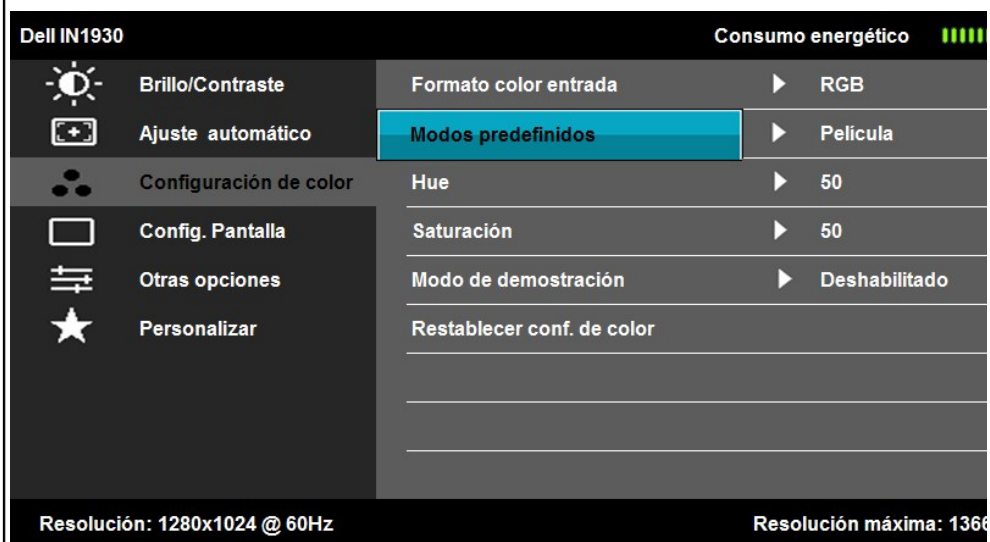 Dell IN1930 Consumo energético
Brillo/Contraste Formato color entrada RGB
Ajuste automático Modos predefinidos Película
Configuración de color Hue 50
Config. Pantalla Saturación 50
Otras opciones Modo de demostración Deshabilitado
Personalizar Restablecer conf. de color
Resolución: 1280x1024 @ 60Hz Resolución máxima: 1366